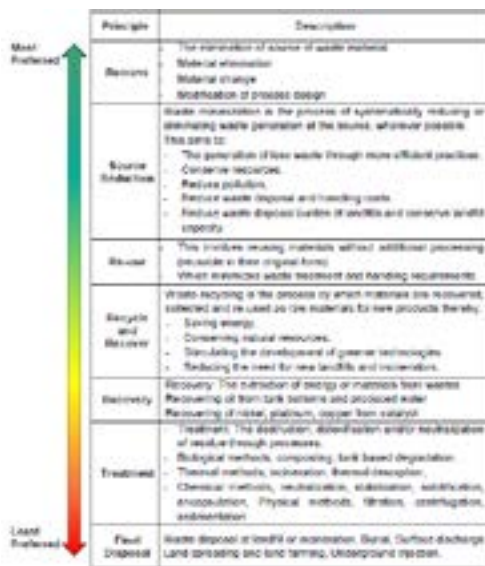 Principle
Description
Most
Preferred
Remove
The elimination of source of waste material
Material elimination
Material change
Modification of process design
Source
Reduction
Waste minimization is the process of systematically reducing or
eliminating waste generation at the source, wherever possible.
This aims to:
The generation of less waste through more efficient practices.
Conserve resources.
Reduce pollution.
Reduce waste disposal and handling costs.
Reduce waste disposal burden of landfills and conserve landfill
capacity.
Re-use
This involves reusing materials without additional processing
(reusable in their original form)
Which minimizes waste treatment and handling requirements.
Recycle
and
Recover
Waste recycling is the process by which materials are recovered,
collected and re used as raw materials for new products thereby:
Saving energy.
Conserving natural resources.
Stimulating the development of greener technologies
Reducing the need for new landfills and incinerators.
Recovery
Recovery: The extraction of energy or materials from wastes
Recovering oil from tank bottoms and produced water
Recovering of nickel, platinum, copper from catalyst
Treatment
Treatment: The destruction, detoxification and/or neutralization
of residue through processes.
Biological methods, composting, tank based degradation
Thermal methods, incineration, thermal desorption,
Chemical methods, neutralization, stabilization, solidification,
encapsulation, Physical methods, filtration, centrifugation,
sedimentation
Least
Preferred
Final
Disposal
Waste disposal at landfill or incineration, Burial, Surface discharge
Land spreading and land farming, Underground injection.